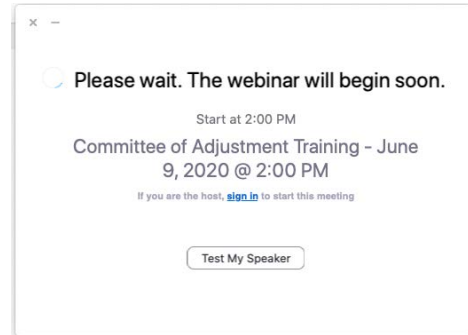 Please wait. The webinar will begin soon.
Start at 2:00 PM
Committee of Adjustment Training - June
9, 2020 @ 2:00 PM
If you are the host, sign in to start this meeting
Test My Speaker